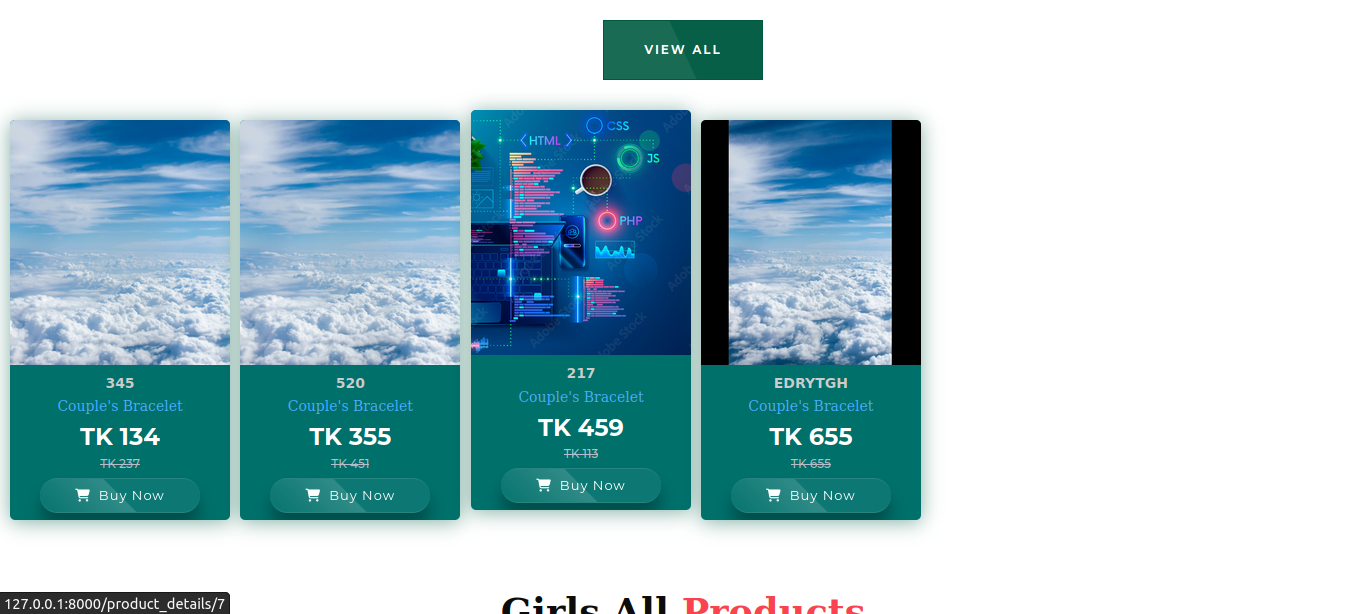 VIEW ALL
CSS
HTML
JS
PHP
Adobe Stock
345
Couple's Bracelet
TK 134
TK 237
Buy Now
520
Couple's Bracelet
TK 355
TK 451
Buy Now
217
Couple's Bracelet
TK 459
TK 113
Buy Now
EDRYTGH
Couple's Bracelet
TK 655
TK 655
Buy Now
127.0.0.1:8000/product_details/7
Girls All Products